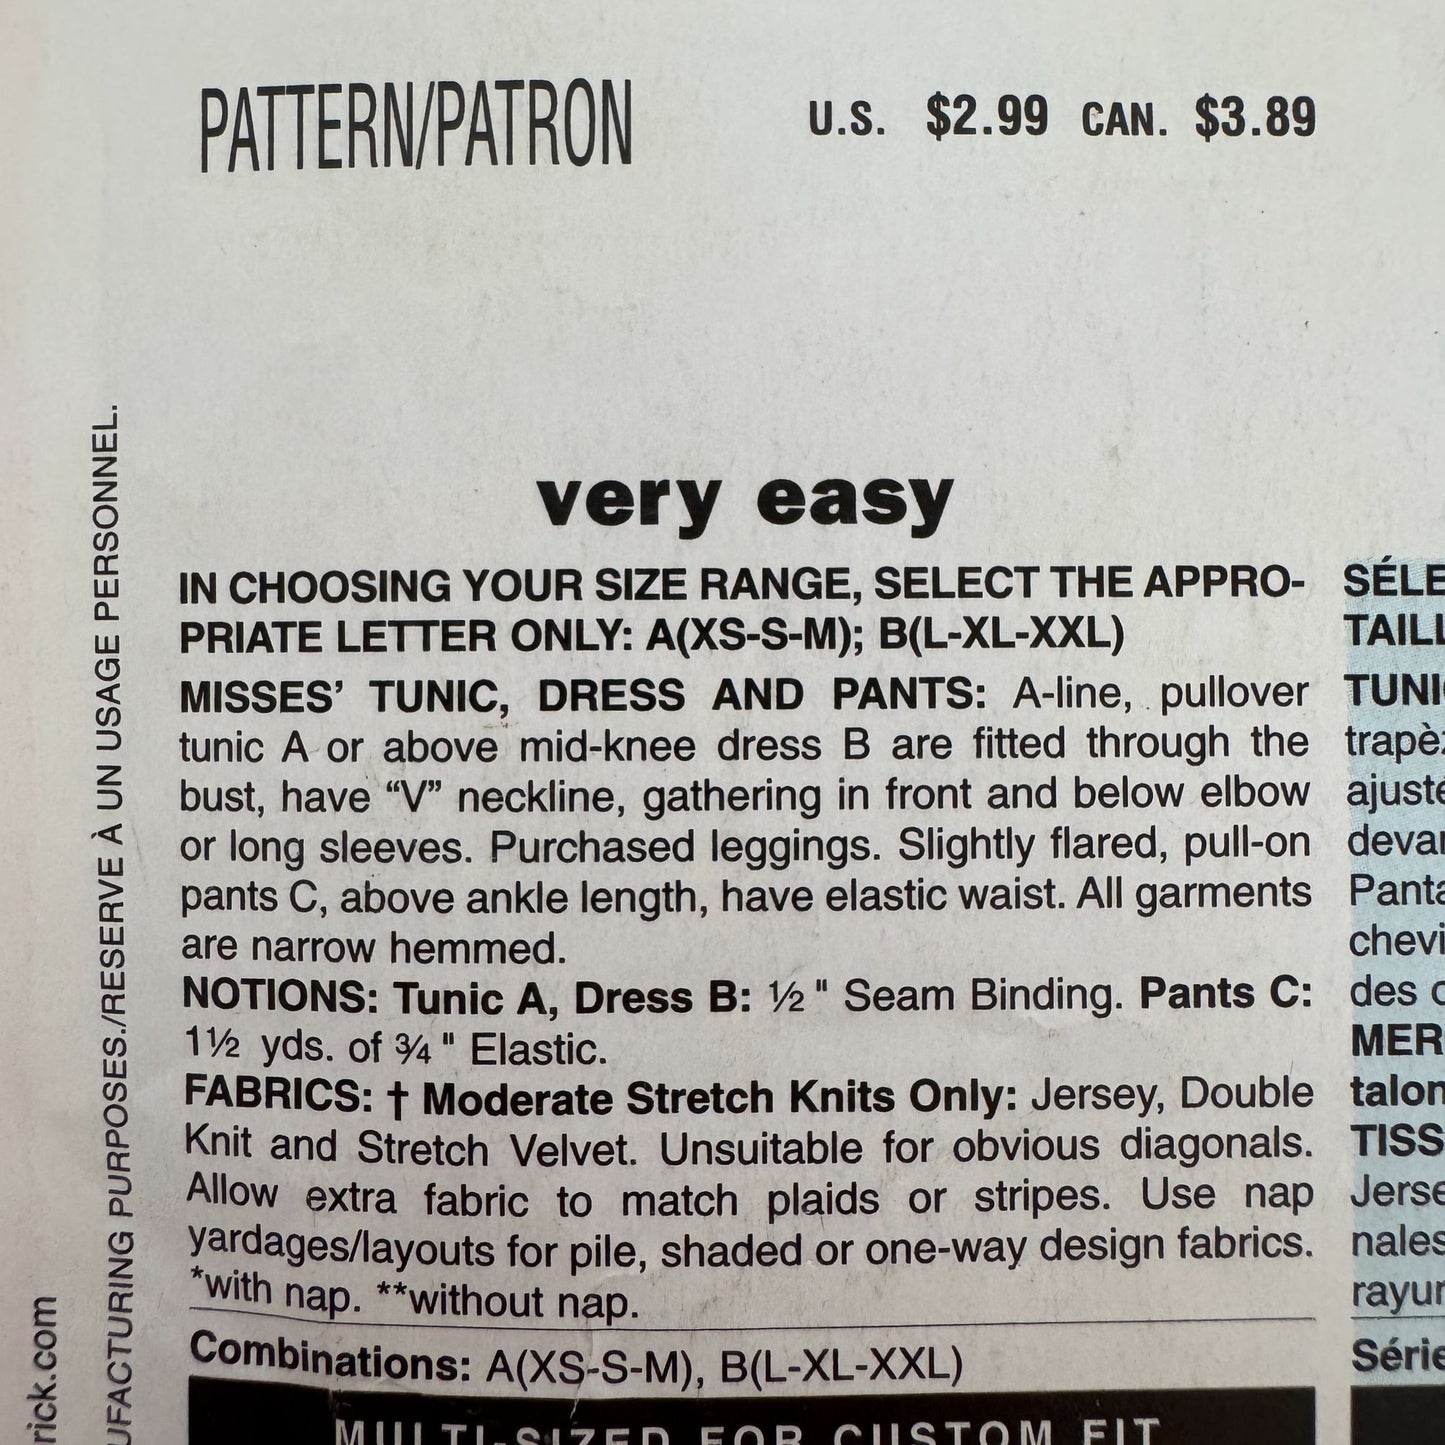 PATTERN/PATRON
U.S. $2.99 CAN. $3.89
very easy
IN CHOOSING YOUR SIZE RANGE, SELECT THE APPRO-
PRIATE LETTER ONLY: A(XS-S-M); B(L-XL-XXL)
MISSES’ TUNIC, DRESS AND PANTS: A-line, pullover
tunic A or above mid-knee dress B are fitted through the
bust, have “V” neckline, gathering in front and below elbow
or long sleeves. Purchased leggings. Slightly flared, pull-on
pants C, above ankle length, have elastic waist. All garments
are narrow hemmed.
NOTIONS: Tunic A, Dress B: ½ " Seam Binding. Pants C:
1½ yds. of ¾ " Elastic.
FABRICS: † Moderate Stretch Knits Only: Jersey, Double
Knit and Stretch Velvet. Unsuitable for obvious diagonals.
Allow extra fabric to match plaids or stripes. Use nap
yardages/layouts for pile, shaded or one-way design fabrics.
*with nap. **without nap.
Combinations: A(XS-S-M), B(L-XL-XXL)
MULTI-SIZED FOR CUSTOM FIT
SÉLE
TAILL
TUNI
trapè
ajusté
devan
Panta
chevi
des c
MER
talon
TISS
Jerse
nales
rayur
Série
UFACTURING PURPOSES./RESERVE À UN USAGE PERSONNEL.
rick.com